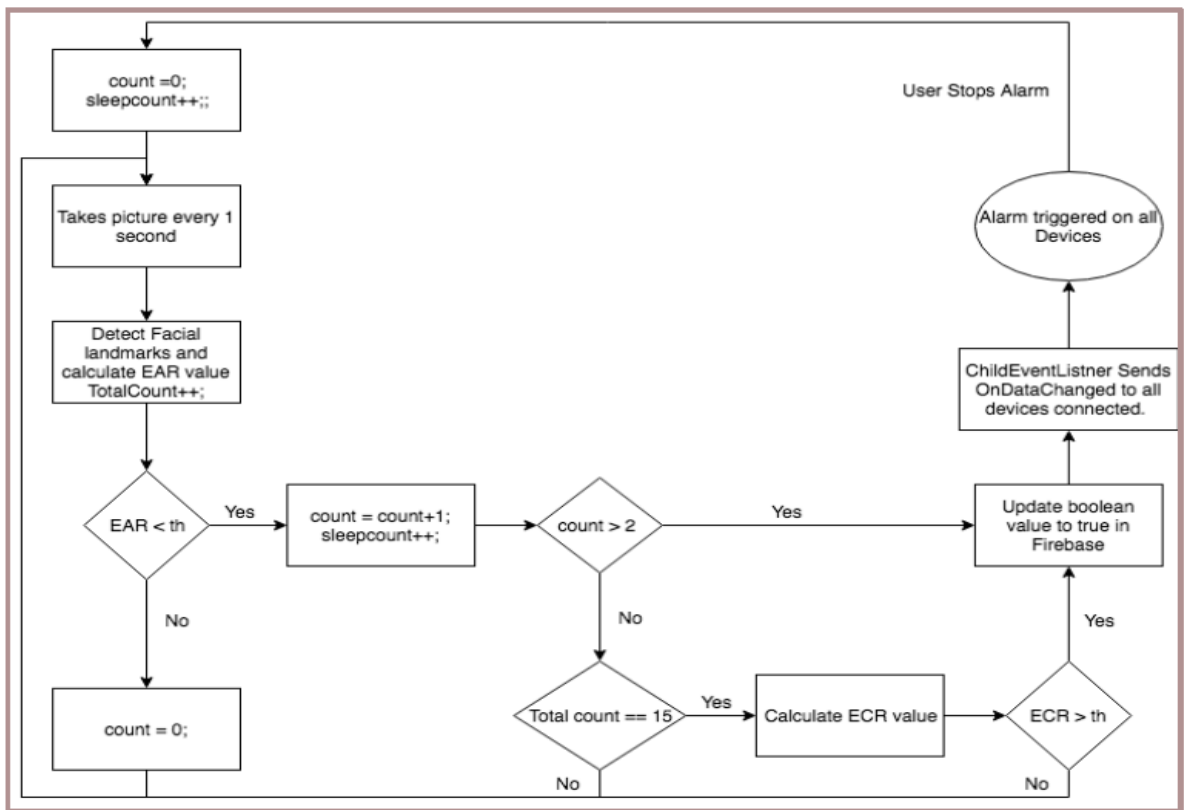 count =0;
sleepcount++;;
User Stops Alarm
Takes picture every 1
second
Alarm triggered on all
Devices
Detect Facial
landmarks and
calculate EAR value
TotalCount++;
ChildEventListner Sends
OnDataChanged to all
devices connected.
EAR < th
Yes
count = count+1;
sleepcount++;
count > 2
Yes
Update boolean
value to true in
Firebase
No
No
Yes
count = 0;
Total count == 15
Yes
Calculate ECR value
ECR > th
No
No